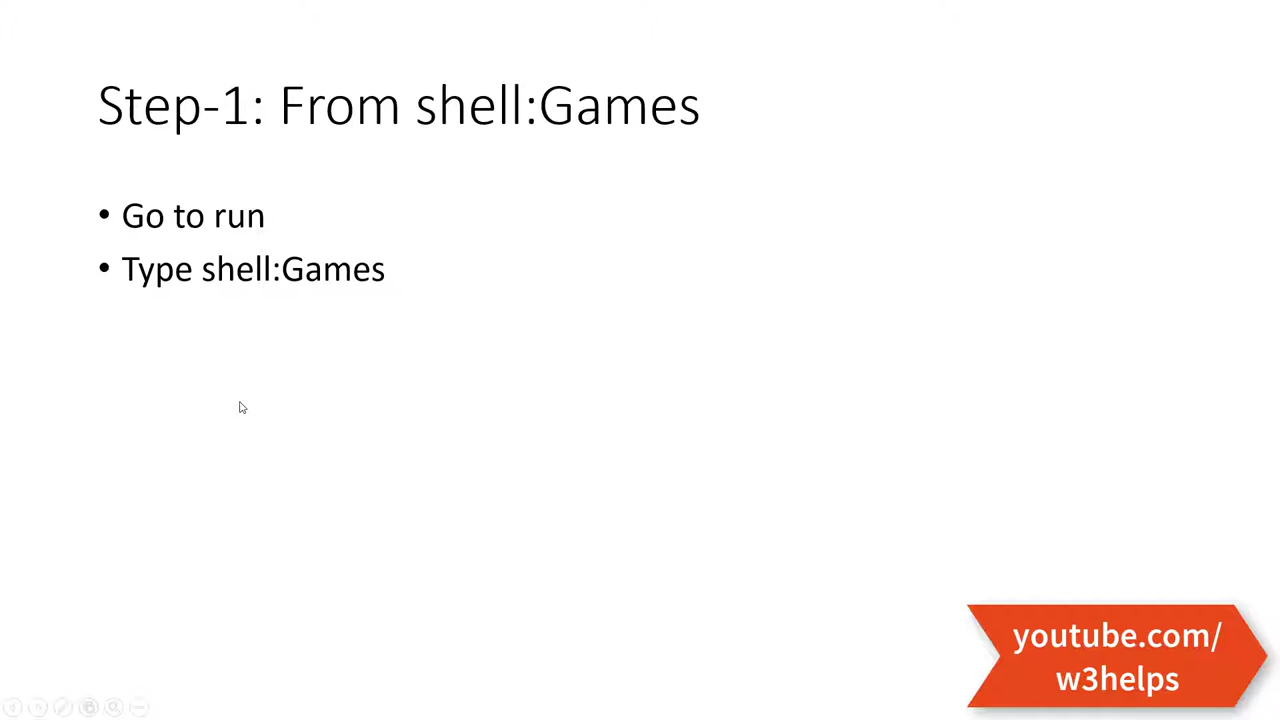 Step-1: From shell:Games
• Go to run
• Type shell:Games
youtube.com/
w3helps